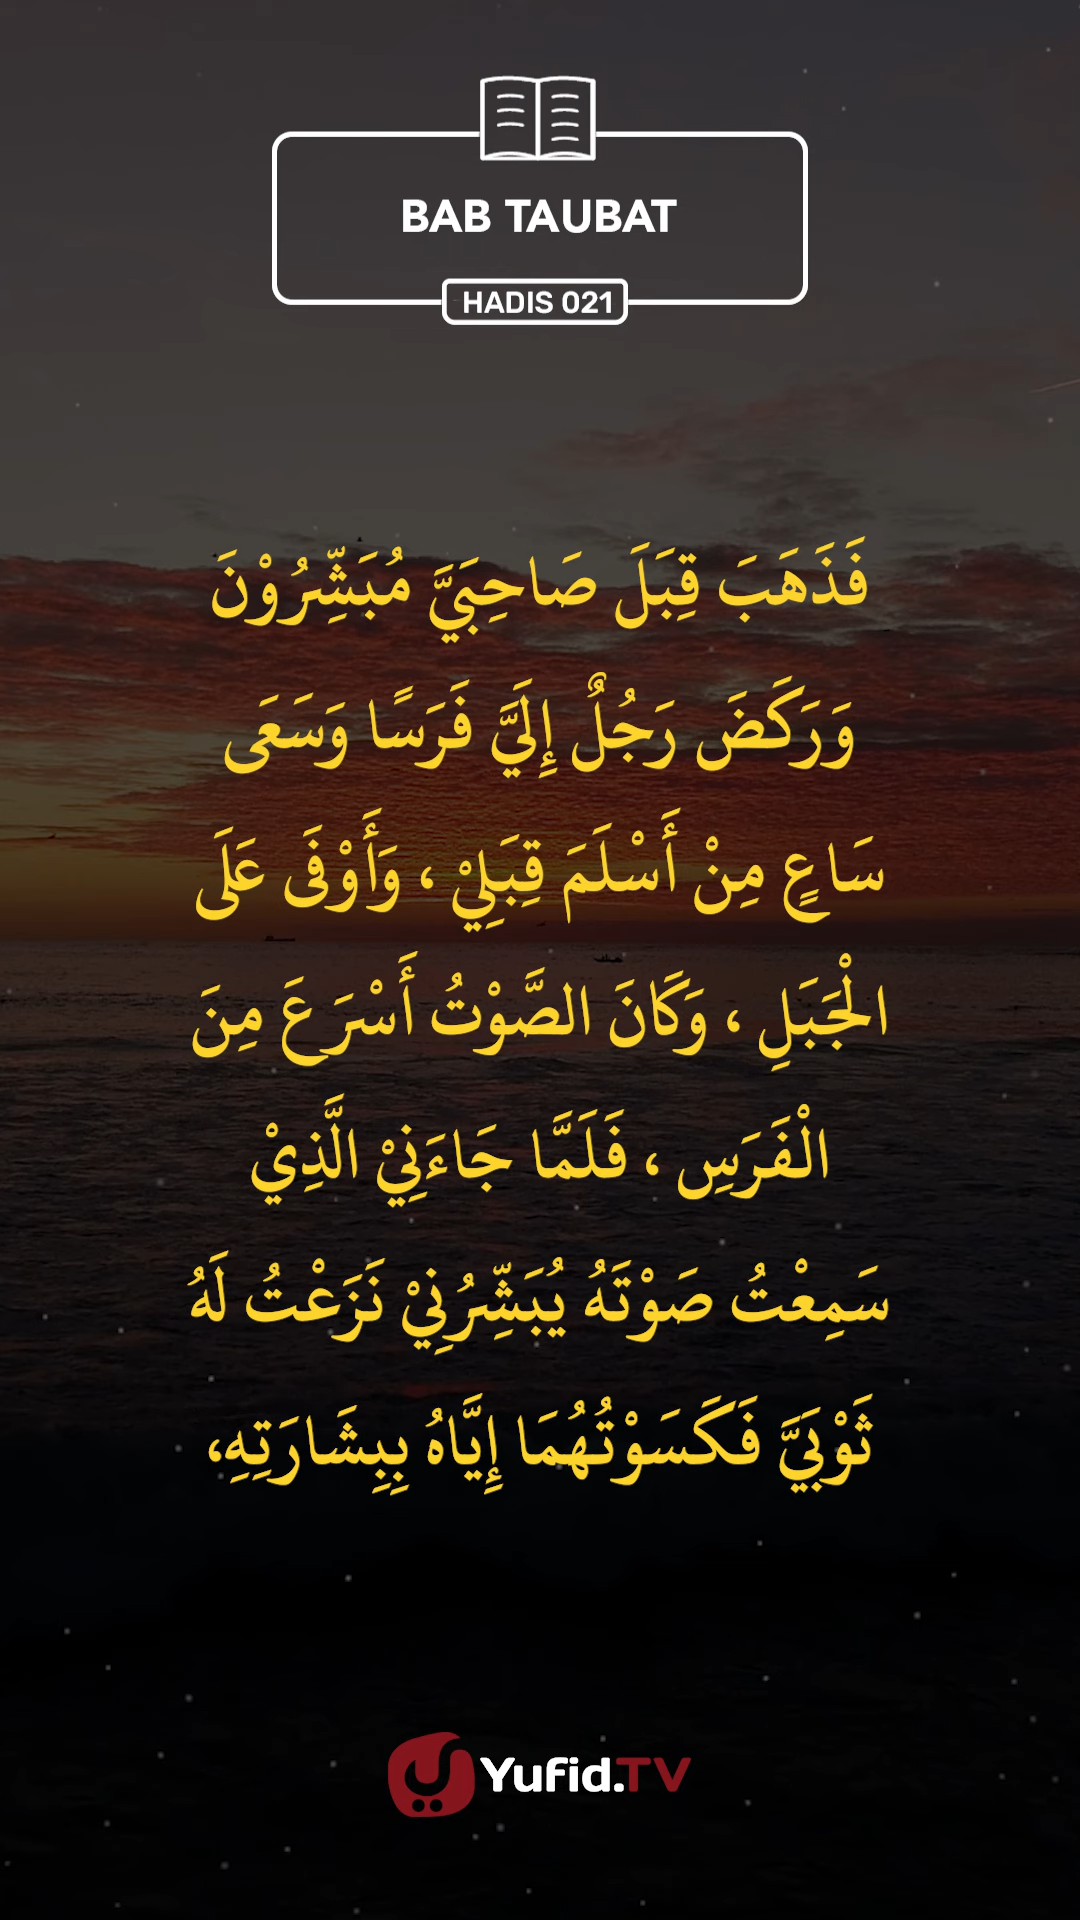 BAB TAUBAT
HADIS 021
فَذَهَبَ قِبَلَ صَاحِبَيَّ مُبَشِّرُوْنَ
وَرَكَضَ رَجُلٌ إِلَيَّ فَرَسًا وَسَعَى
سَاعٍ مِنْ أَسْلَمَ قِبَلِيْ ، وَأَوْفَى عَلَى
الْجَبَلِ ، وَكَانَ الصَّوْتُ أَسْرَعَ مِنَ
الْفَرَسِ ، فَلَمَّا جَاءَنِيْ الَّذِيْ
سَمِعْتُ صَوْتَهُ يُبَشِّرُنِيْ نَزَعْتُ لَهُ
ثَوْبَيَّ فَكَسَوْتُهُمَا إِيَّاهُ بِبِشَارَتِهِ،
Yufid.TV